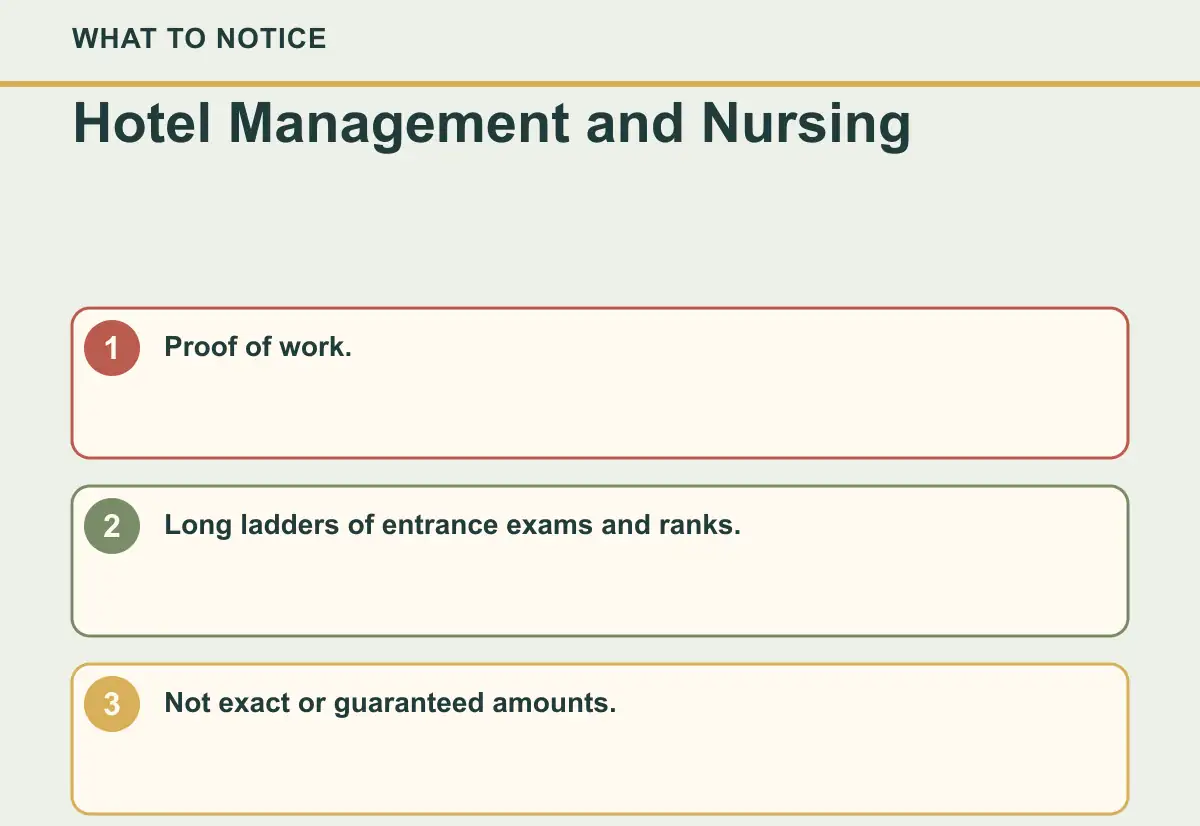 WHAT TO NOTICE
Hotel Management and Nursing
1 Proof of work.
2 Long ladders of entrance exams and ranks.
3 Not exact or guaranteed amounts.